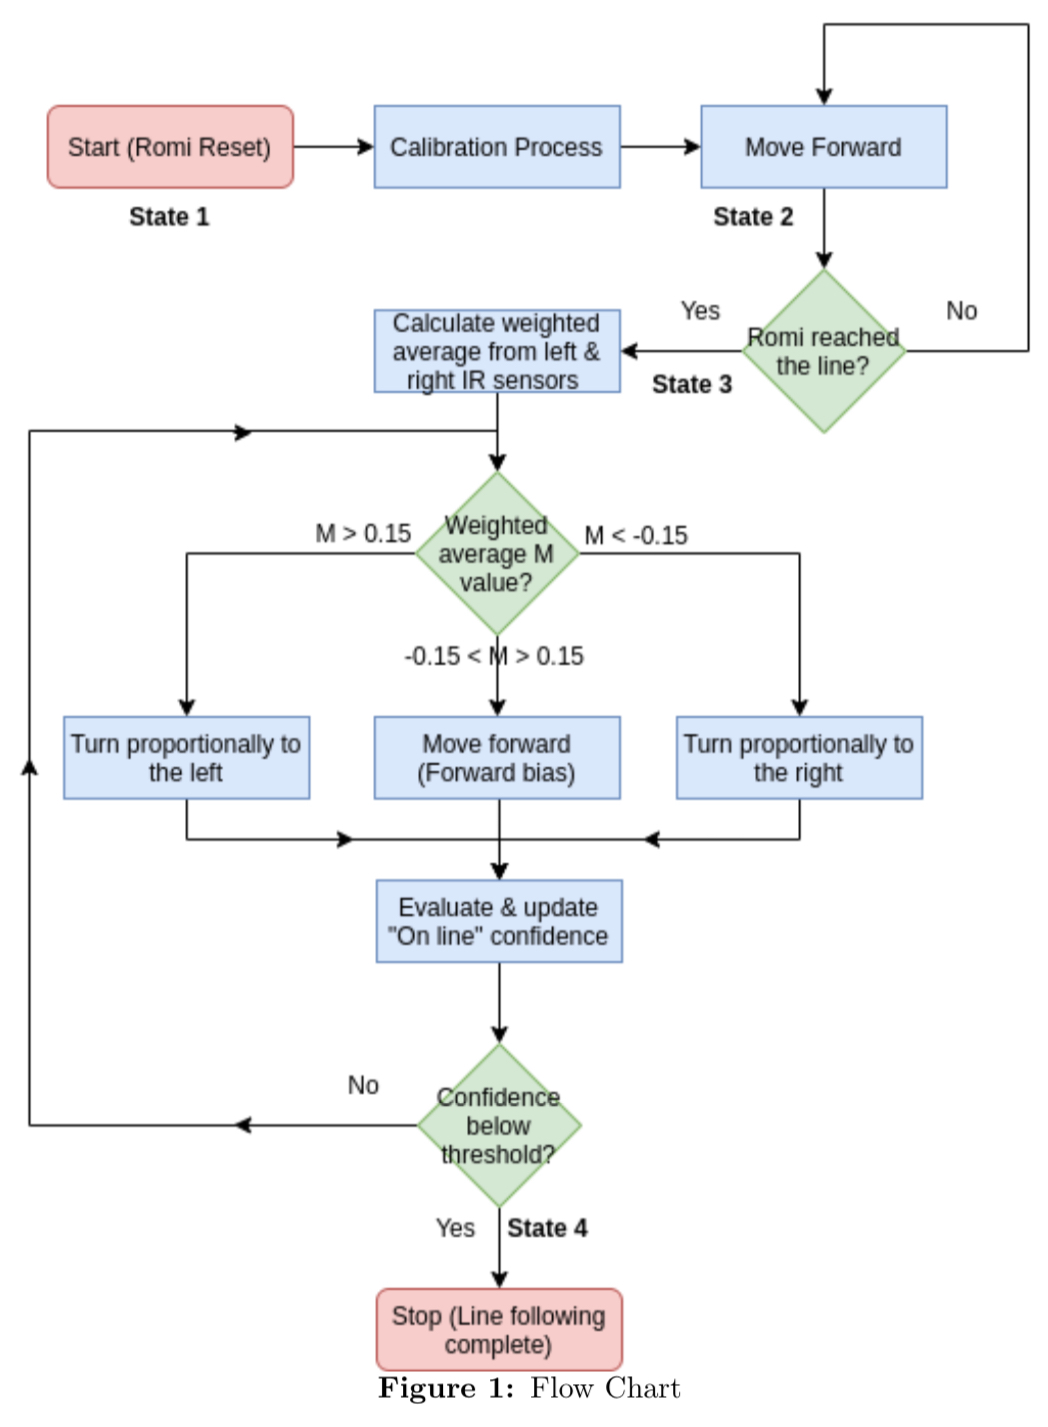 Start (Romi Reset)
Calibration Process
Move Forward
State 1
State 2
Romi reached
the line?
Yes
No
State 3
Calculate weighted
average from left &
right IR sensors
Weighted
average M
value?
M > 0.15
M < -0.15
-0.15 < M > 0.15
Turn proportionally to
the left
Move forward
(Forward bias)
Turn proportionally to
the right
Evaluate & update
"On line" confidence
Confidence
below
threshold?
No
Yes
State 4
Stop (Line following
complete)
Figure 1: Flow Chart